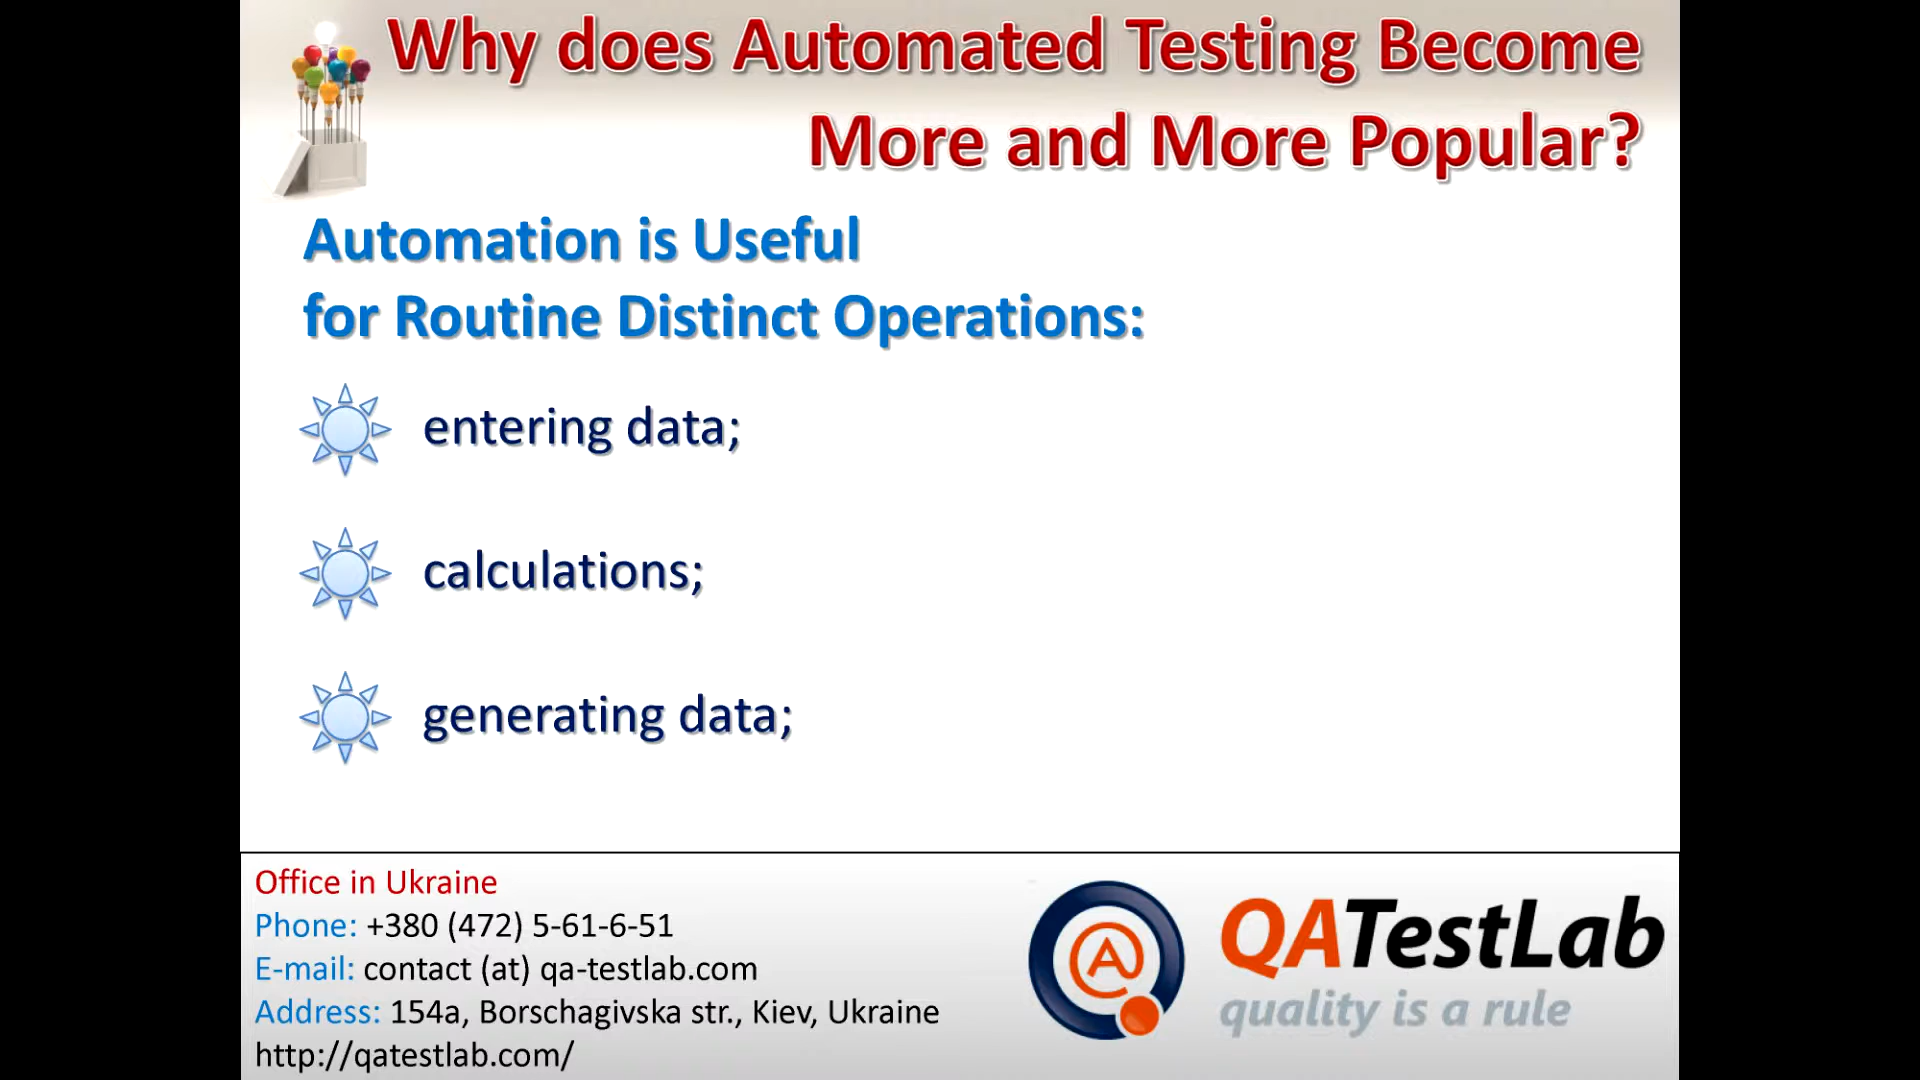 Why does Automated Testing Become
More and More Popular?
Automation is Useful
for Routine Distinct Operations:
entering data;
calculations;
generating data;
Office in Ukraine
Phone: +380 (472) 5-61-6-51
E-mail: contact (at) qa-testlab.com
Address: 154a, Borschagivska str., Kiev, Ukraine
http://qatestlab.com/
QATestLab
quality is a rule